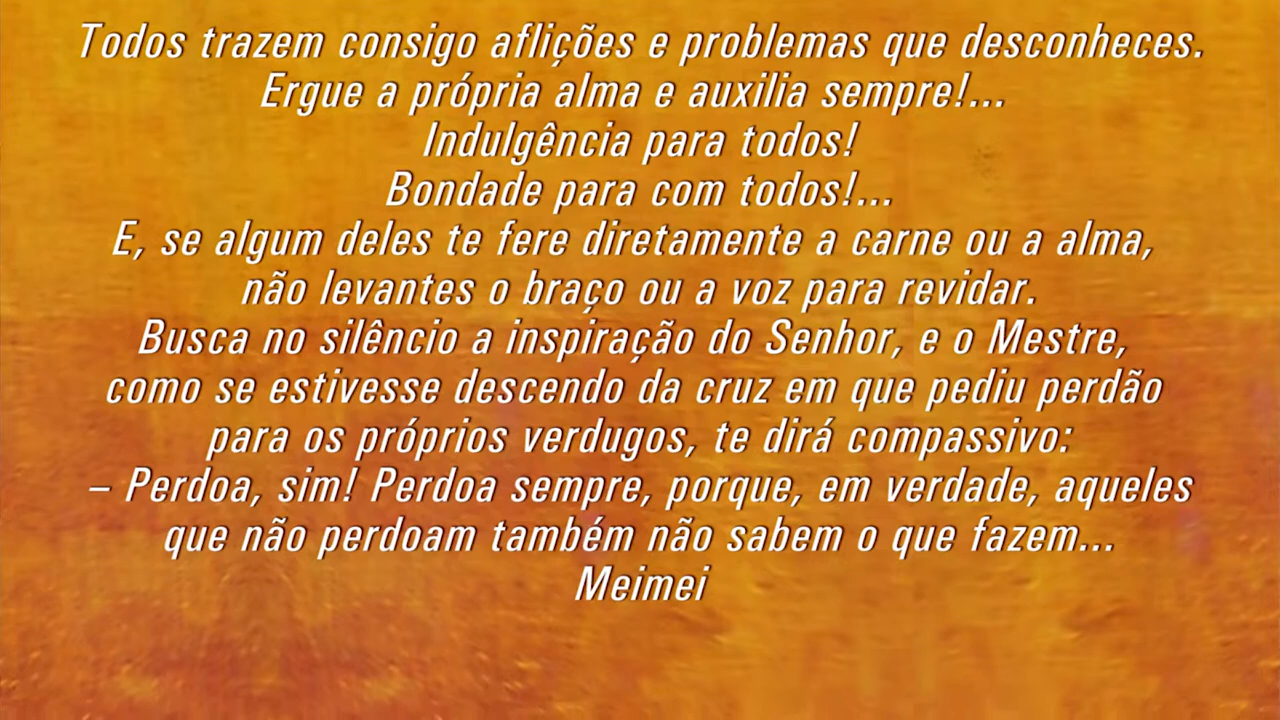 Todos trazem consigo aflições e problemas que desconheces.
Ergue a própria alma e auxilia sempre!...
Indulgência para todos!
Bondade para com todos!...
E, se algum deles te fere diretamente a carne ou a alma,
não levantes o braço ou a voz para revidar.
Busca no silêncio a inspiração do Senhor, e o Mestre,
como se estivesse descendo da cruz em que pediu perdão
para os próprios verdugos, te dirá compassivo:
– Perdoa, sim! Perdoa sempre, porque, em verdade, aqueles
que não perdoam também não sabem o que fazem...
Meimei